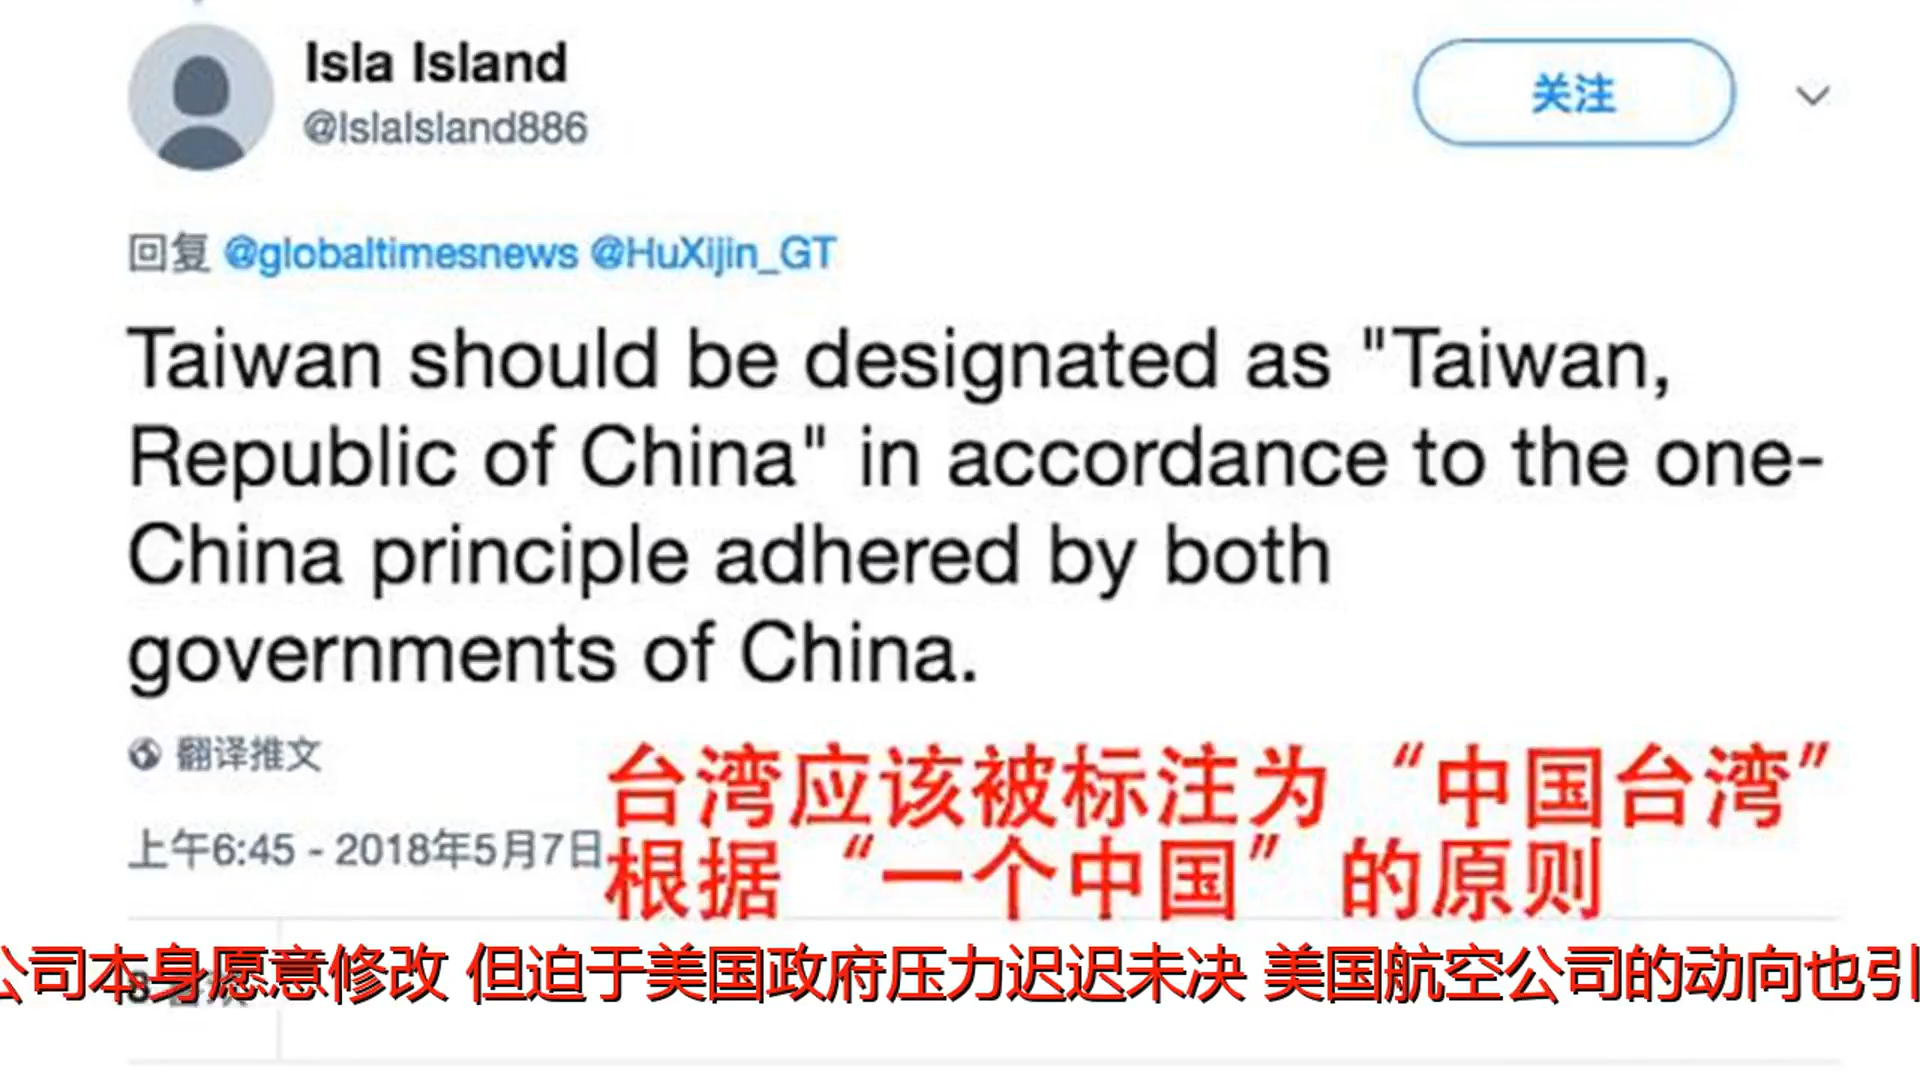 Isla Island
@IslaIsland886
关注
回复 @globaltimesnews @HuXijin_GT
Taiwan should be designated as "Taiwan,
Republic of China" in accordance to the one-
China principle adhered by both
governments of China.
翻译推文
上午6:45 - 2018年5月7日
台湾应该被标注为“中国台湾”
根据“一个中国”的原则
公司本身愿意修改 但迫于美国政府压力迟迟未决 美国航空公司的动向也引